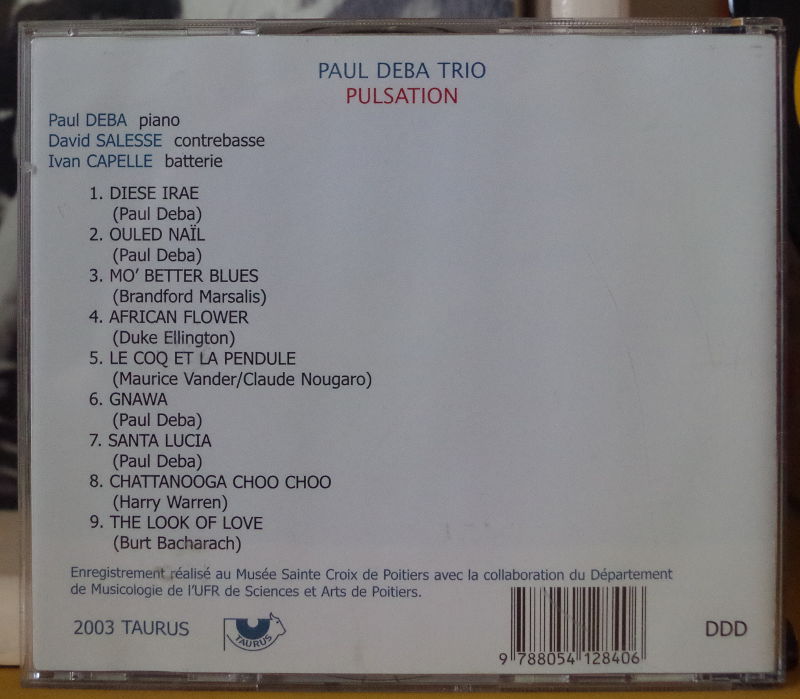 PAUL DEBA TRIO
PULSATION
Paul DEBA piano
David SALESSE contrebasse
Ivan CAPELLE batterie
1. DIESE IRAE
(Paul Deba)
2. OULED NAÏL
(Paul Deba)
3. MO' BETTER BLUES
(Brandford Marsalis)
4. AFRICAN FLOWER
(Duke Ellington)
5. LE COQ ET LA PENDULE
(Maurice Vander/Claude Nougaro)
6. GNAWA
(Paul Deba)
7. SANTA LUCIA
(Paul Deba)
8. CHATTANOOGA CHOO CHOO
(Harry Warren)
9. THE LOOK OF LOVE
(Burt Bacharach)
Enregistrement réalisé au Musée Sainte Croix de Poitiers avec la collaboration du Département
de Musicologie de l'UFR de Sciences et Arts de Poitiers.
2003 TAURUS
TAURUS
DDD
9 788054 128406